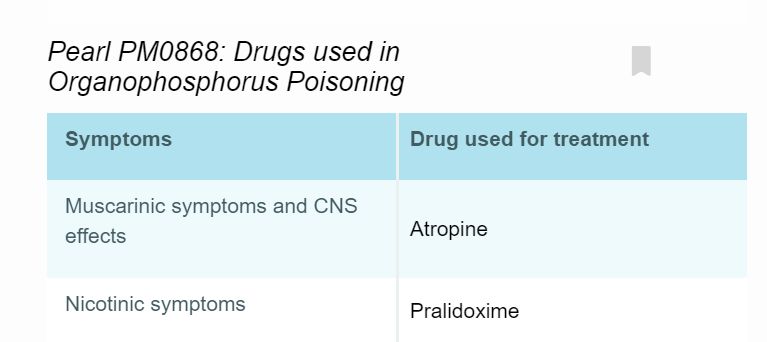 Pearl PM0868: Drugs used in
Organophosphorus Poisoning
Symptoms
Drug used for treatment
Muscarinic symptoms and CNS
effects
Atropine
Nicotinic symptoms
Pralidoxime